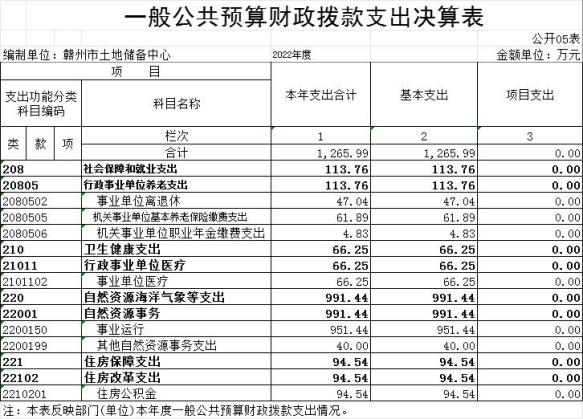 一般公共预算财政拨款支出决算表
公开05表
编制单位：赣州市土地储备中心 2022年度 金额单位：万元
项 目 本年支出合计 基本支出 项目支出
支出功能分类科目编码 科目名称
类 款 项 栏次 1 2 3
合计 1,265.99 1,265.99 0.00
208 社会保障和就业支出 113.76 113.76 0.00
20805 行政事业单位养老支出 113.76 113.76 0.00
2080502 事业单位离退休 47.04 47.04 0.00
2080505 机关事业单位基本养老保险缴费支出 61.89 61.89 0.00
2080506 机关事业单位职业年金缴费支出 4.83 4.83 0.00
210 卫生健康支出 66.25 66.25 0.00
21011 行政事业单位医疗 66.25 66.25 0.00
2101102 事业单位医疗 66.25 66.25 0.00
220 自然资源海洋气象等支出 991.44 991.44 0.00
22001 自然资源事务 991.44 991.44 0.00
2200150 事业运行 951.44 951.44 0.00
2200199 其他自然资源事务支出 40.00 40.00 0.00
221 住房保障支出 94.54 94.54 0.00
22102 住房改革支出 94.54 94.54 0.00
2210201 住房公积金 94.54 94.54 0.00
注：本表反映部门(单位)本年度一般公共预算财政拨款支出情况。